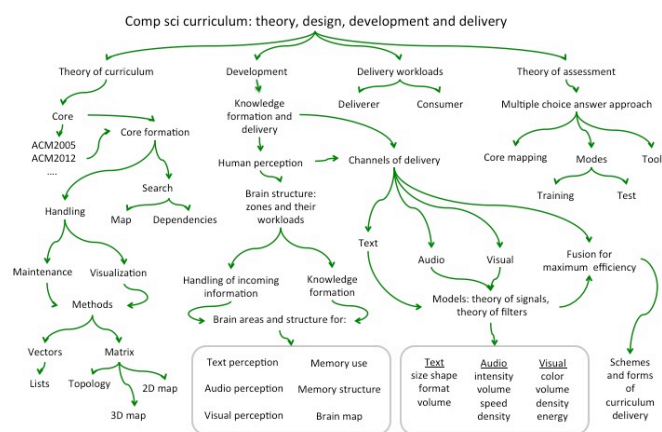 Comp sci curriculum: theory, design, development and delivery
Theory of curriculum
Development
Delivery workloads
Theory of assessment
Core
Knowledge
formation and
delivery
Deliverer
Consumer
Multiple choice answer approach
ACM2005
ACM2012
....
Core formation
Human perception
Channels of delivery
Core mapping
Modes
Tool
Search
Training
Test
Handling
Map
Dependencies
Brain structure:
zones and their
workloads
Text
Audio
Visual
Fusion for
maximum efficiency
Maintenance
Visualization
Handling of incoming
information
Knowledge
formation
Methods
Brain areas and structure for:
Models: theory of signals,
theory of filters
Vectors
Matrix
Lists
Topology
2D map
3D map
Text perception
Memory use
Audio perception
Memory structure
Visual perception
Brain map
Text
size shape
format
volume
Audio
intensity
volume
speed
density
Visual
color
volume
density
energy
Schemes
and forms
of
curriculum
delivery